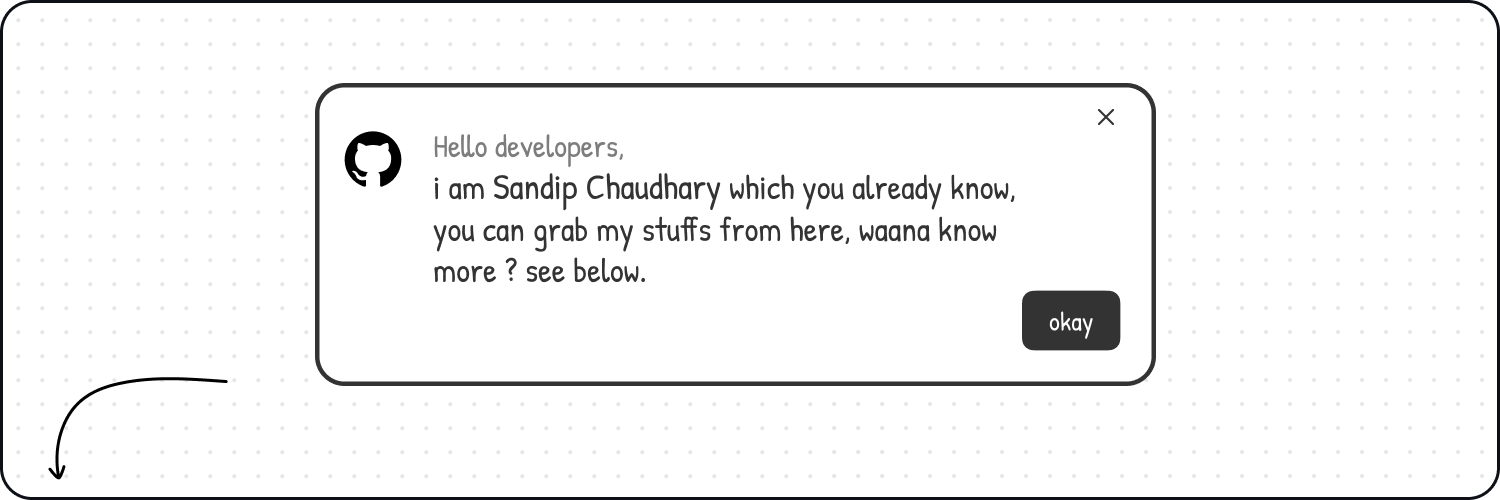 Hello developers,
i am Sandip Chaudhary which you already know,
you can grab my stuffs from here, waana know
more ? see below.
okay